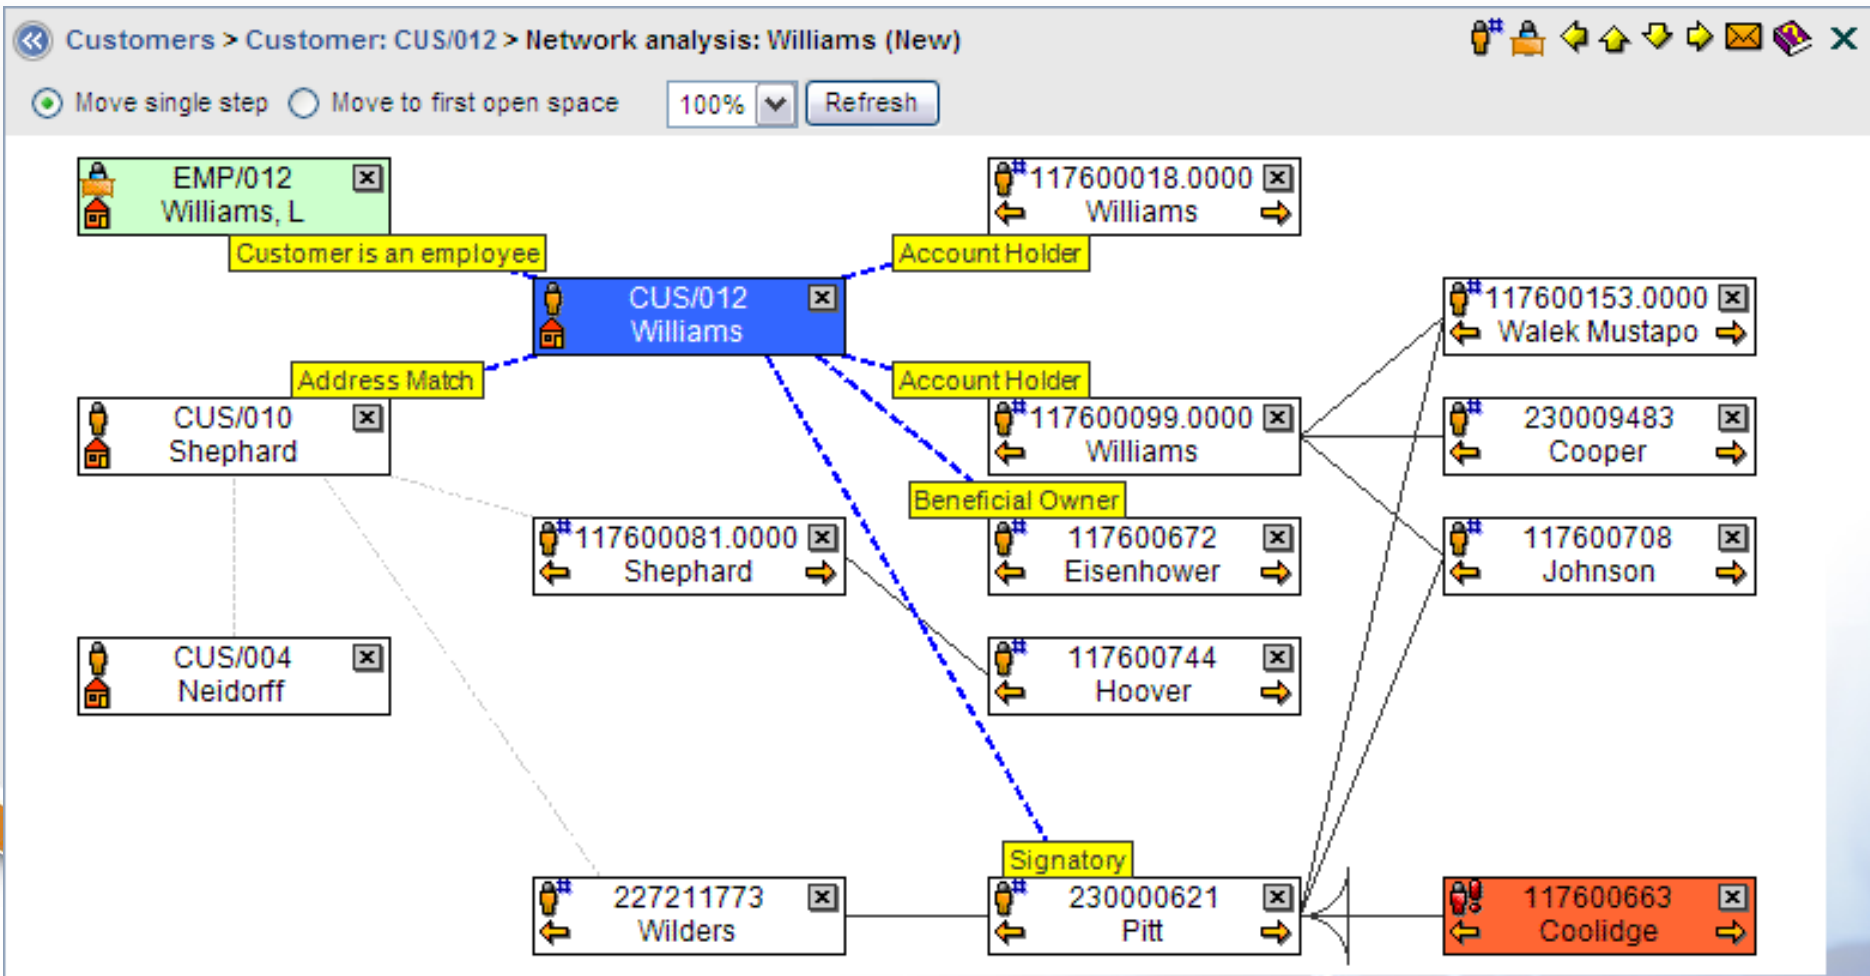 Customers > Customer: CUS/012 > Network analysis: Williams (New)
Move single step Move to first open space 100% Refresh
EMP/012
Williams, L
117600018.0000
Williams
Customer is an employee
Account Holder
CUS/012
Williams
117600153.0000
Walek Mustapo
Address Match
Account Holder
CUS/010
Shephard
117600099.0000
Williams
230009483
Cooper
Beneficial Owner
117600081.0000
Shephard
117600672
Eisenhower
117600708
Johnson
CUS/004
Neidorff
117600744
Hoover
Signatory
227211773
Wilders
230000621
Pitt
117600663
Coolidge